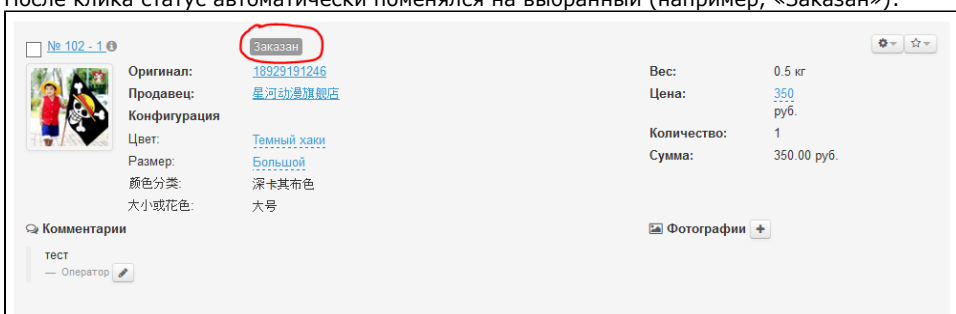 После клика статус автоматически поменялся на выбранный (например, «Заказан»):
№ 102 - 1
Заказан
Оригинал: 18929191246
Вес: 0.5 кг
Продавец: 星河动漫旗舰店
Цена: 350
руб.
Конфигурация
Цвет: Темный хаки
Количество: 1
Размер: Большой
Сумма: 350.00 руб.
颜色分类: 深卡其布色
大小或花色: 大号
Комментарии
Фотографии
тест
— Оператор